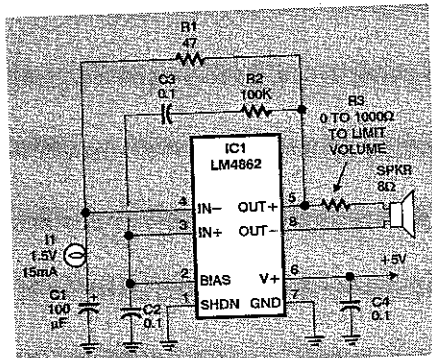 R1
47
C3
0.1
R2
100K
R3
0 TO 1000Ω
TO LIMIT
VOLUME
IC1
LM4862
SPKR
8Ω
4
IN−
OUT+
5
3
IN+
OUT−
8
I1
1.5V
15mA
2
BIAS
V+
6
+5V
1
SHDN
GND
7
C1
100
µF
+
C2
0.1
C4
0.1